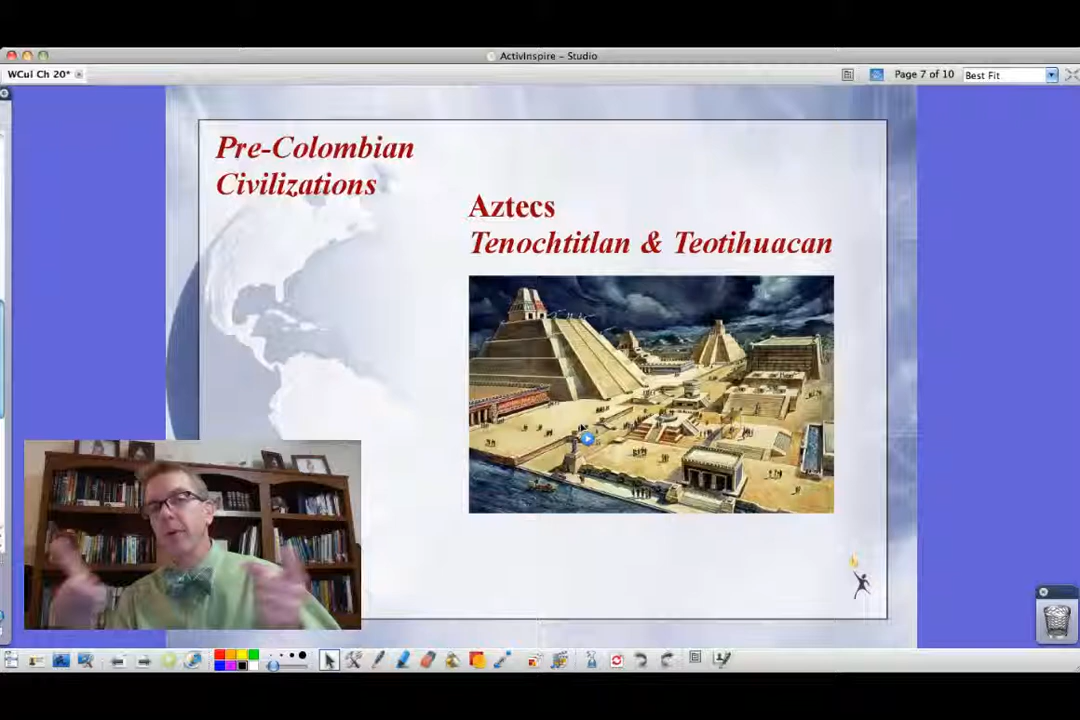 ActivInspire – Studio
WCul Ch 20*
Page 7 of 10
Best Fit
Pre-Colombian
Civilizations
Aztecs
Tenochtitlan & Teotihuacan